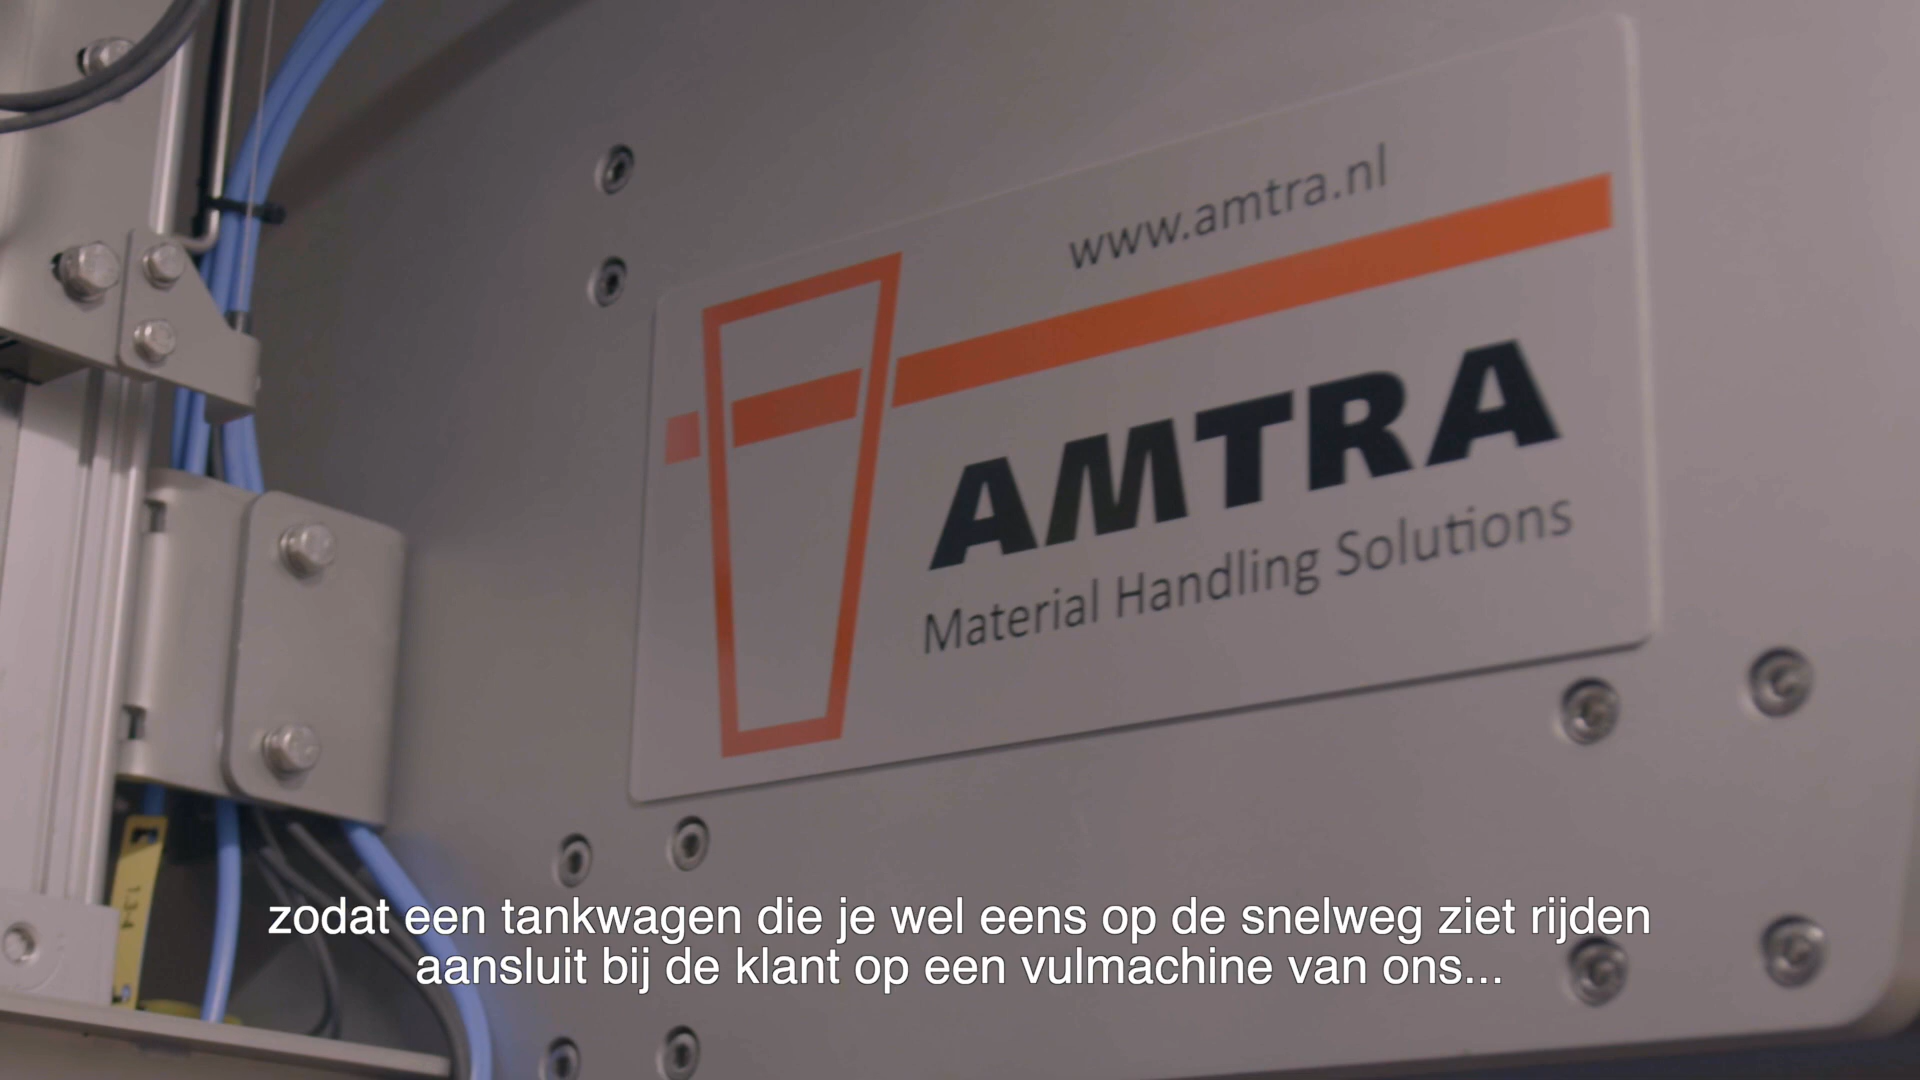 www.amtra.nl
AMTRA
Material Handling Solutions
zodat een tankwagen die je wel eens op de snelweg ziet rijden
aansluit bij de klant op een vulmachine van ons...